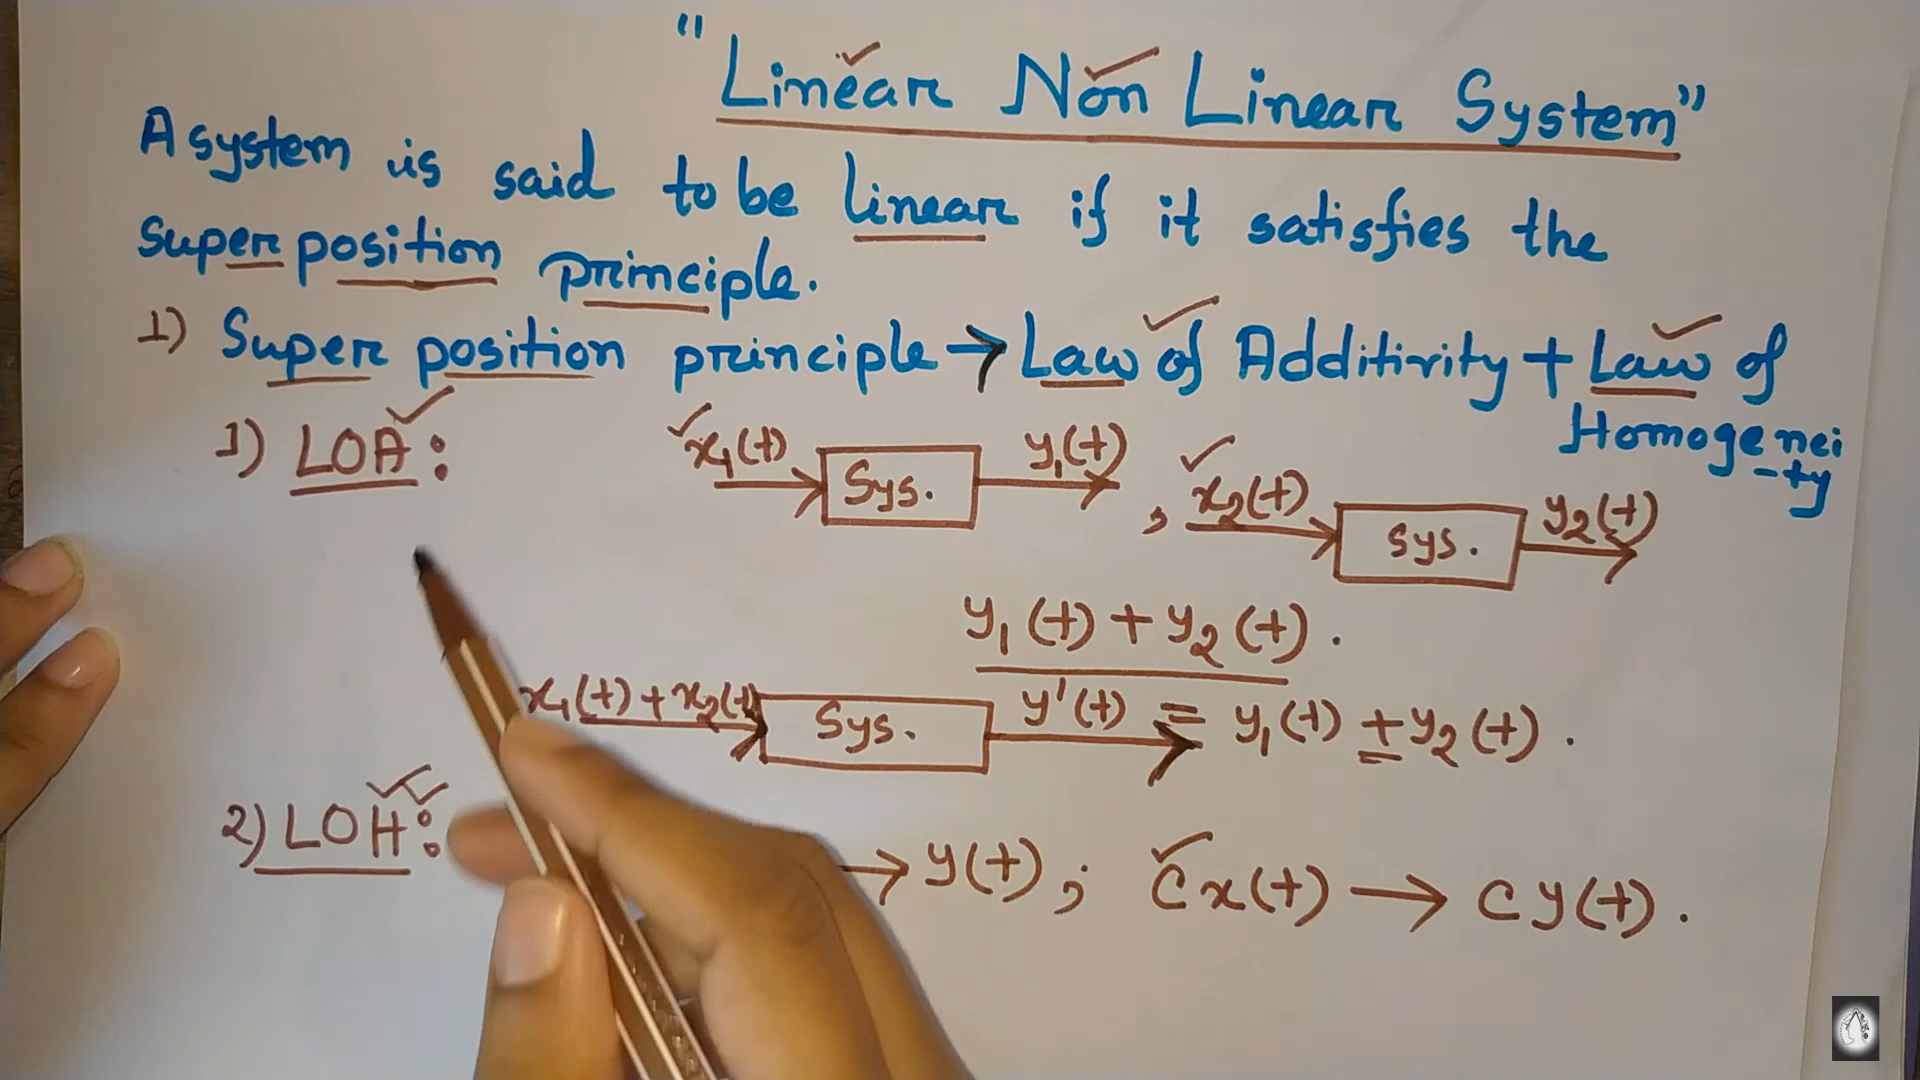 "Linear Non Linear System"
A system is said to be linear if it satisfies the
Super position principle.
1) Super position principle → Law of Additirity + Law of
Homogenei
-ty
1) LOA:
x₁(t) Sys. y₁(t) , x₂(t) Sys. y₂(t)
y₁(t) + y₂(t).
x₁(t) + x₂(t) Sys. y'(t) = y₁(t) + y₂(t).
2) LOH: → y(t); Cx(t) → Cy(t).